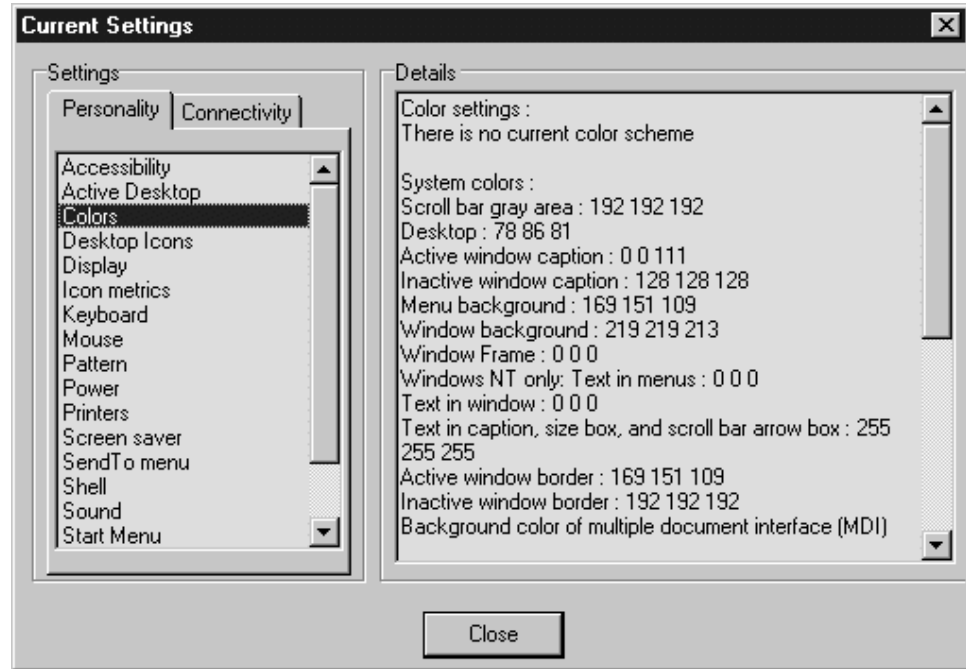 Current Settings
Settings
Personality
Connectivity
Accessibility
Active Desktop
Colors
Desktop Icons
Display
Icon metrics
Keyboard
Mouse
Pattern
Power
Printers
Screen saver
SendTo menu
Shell
Sound
Start Menu
Details
Color settings :
There is no current color scheme
System colors :
Scroll bar gray area : 192 192 192
Desktop : 78 86 81
Active window caption : 0 0 111
Inactive window caption : 128 128 128
Menu background : 169 151 109
Window background : 219 219 213
Window Frame : 0 0 0
Windows NT only: Text in menus : 0 0 0
Text in window : 0 0 0
Text in caption, size box, and scroll bar arrow box : 255
255 255
Active window border : 169 151 109
Inactive window border : 192 192 192
Background color of multiple document interface (MDI)
Close